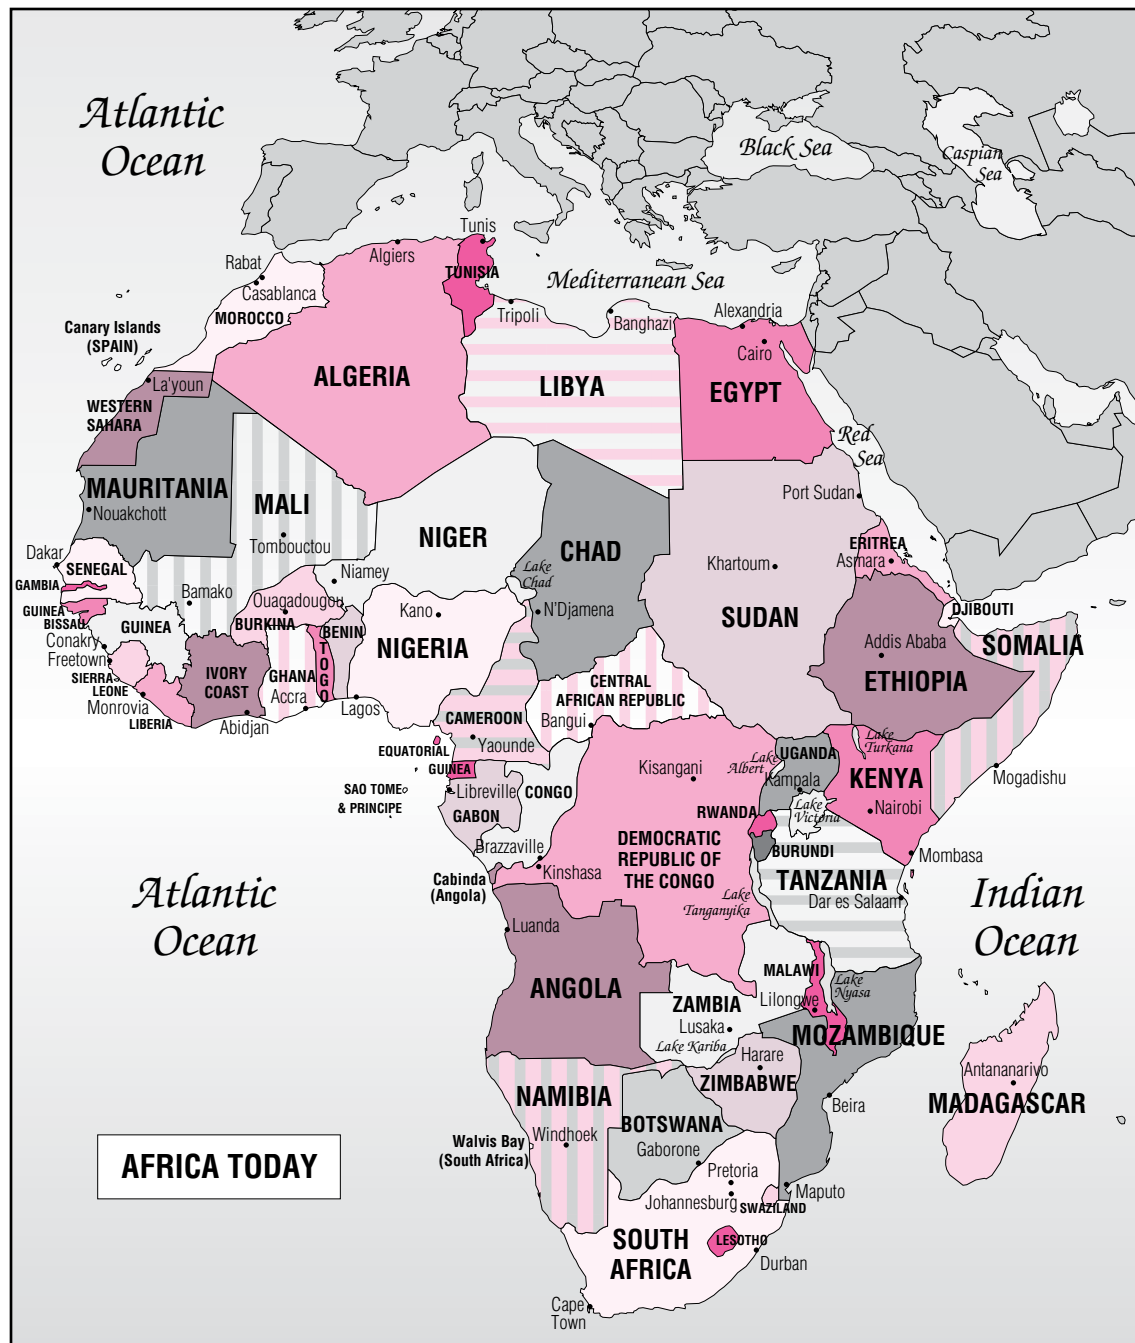 Atlantic
Ocean
Black Sea
Caspian
Sea
Tunis
Algiers
Rabat
Casablanca
TUNISIA
Mediterranean Sea
MOROCCO
Tripoli
Banghazi
Alexandria
Cairo
Canary Islands
(SPAIN)
La'youn
ALGERIA
LIBYA
EGYPT
WESTERN
SAHARA
Red
Sea
MAURITANIA
Nouakchott
MALI
Tombouctou
NIGER
CHAD
Port Sudan
Dakar
SENEGAL
GAMBIA
Niamey
Lake
Chad
Khartoum
ERITREA
Asmara
GUINEA
BISSAU
Bamako
Ouagadougou
BURKINA
Kano
N'Djamena
SUDAN
DJIBOUTI
Conakry
Freetown
GUINEA
BENIN
NIGERIA
Addis Ababa
SOMALIA
SIERRA
LEONE
Monrovia
LIBERIA
IVORY
COAST
GHANA
Accra
TOGO
Abidjan
Lagos
CENTRAL
AFRICAN REPUBLIC
Bangui
ETHIOPIA
CAMEROON
Yaounde
EQUATORIAL
GUINEA
Lake
Turkana
Lake
Albert
UGANDA
Kampala
KENYA
Nairobi
Mogadishu
SAO TOME
& PRINCIPE
Libreville
GABON
CONGO
Kisangani
Lake
Victoria
RWANDA
Brazzaville
Kinshasa
DEMOCRATIC
REPUBLIC OF
THE CONGO
BURUNDI
Mombasa
Cabinda
(Angola)
Atlantic
Ocean
TANZANIA
Dar es Salaam
Lake
Tanganyika
Indian
Ocean
Luanda
ANGOLA
MALAWI
Lilongwe
Lake
Nyasa
ZAMBIA
Lusaka
Lake Kariba
MOZAMBIQUE
Harare
ZIMBABWE
Antananarivo
MADAGASCAR
NAMIBIA
Windhoek
BOTSWANA
Gaborone
Beira
Walvis Bay
(South Africa)
AFRICA TODAY
Pretoria
Johannesburg
SWAZILAND
Maputo
SOUTH
AFRICA
LESOTHO
Durban
Cape
Town